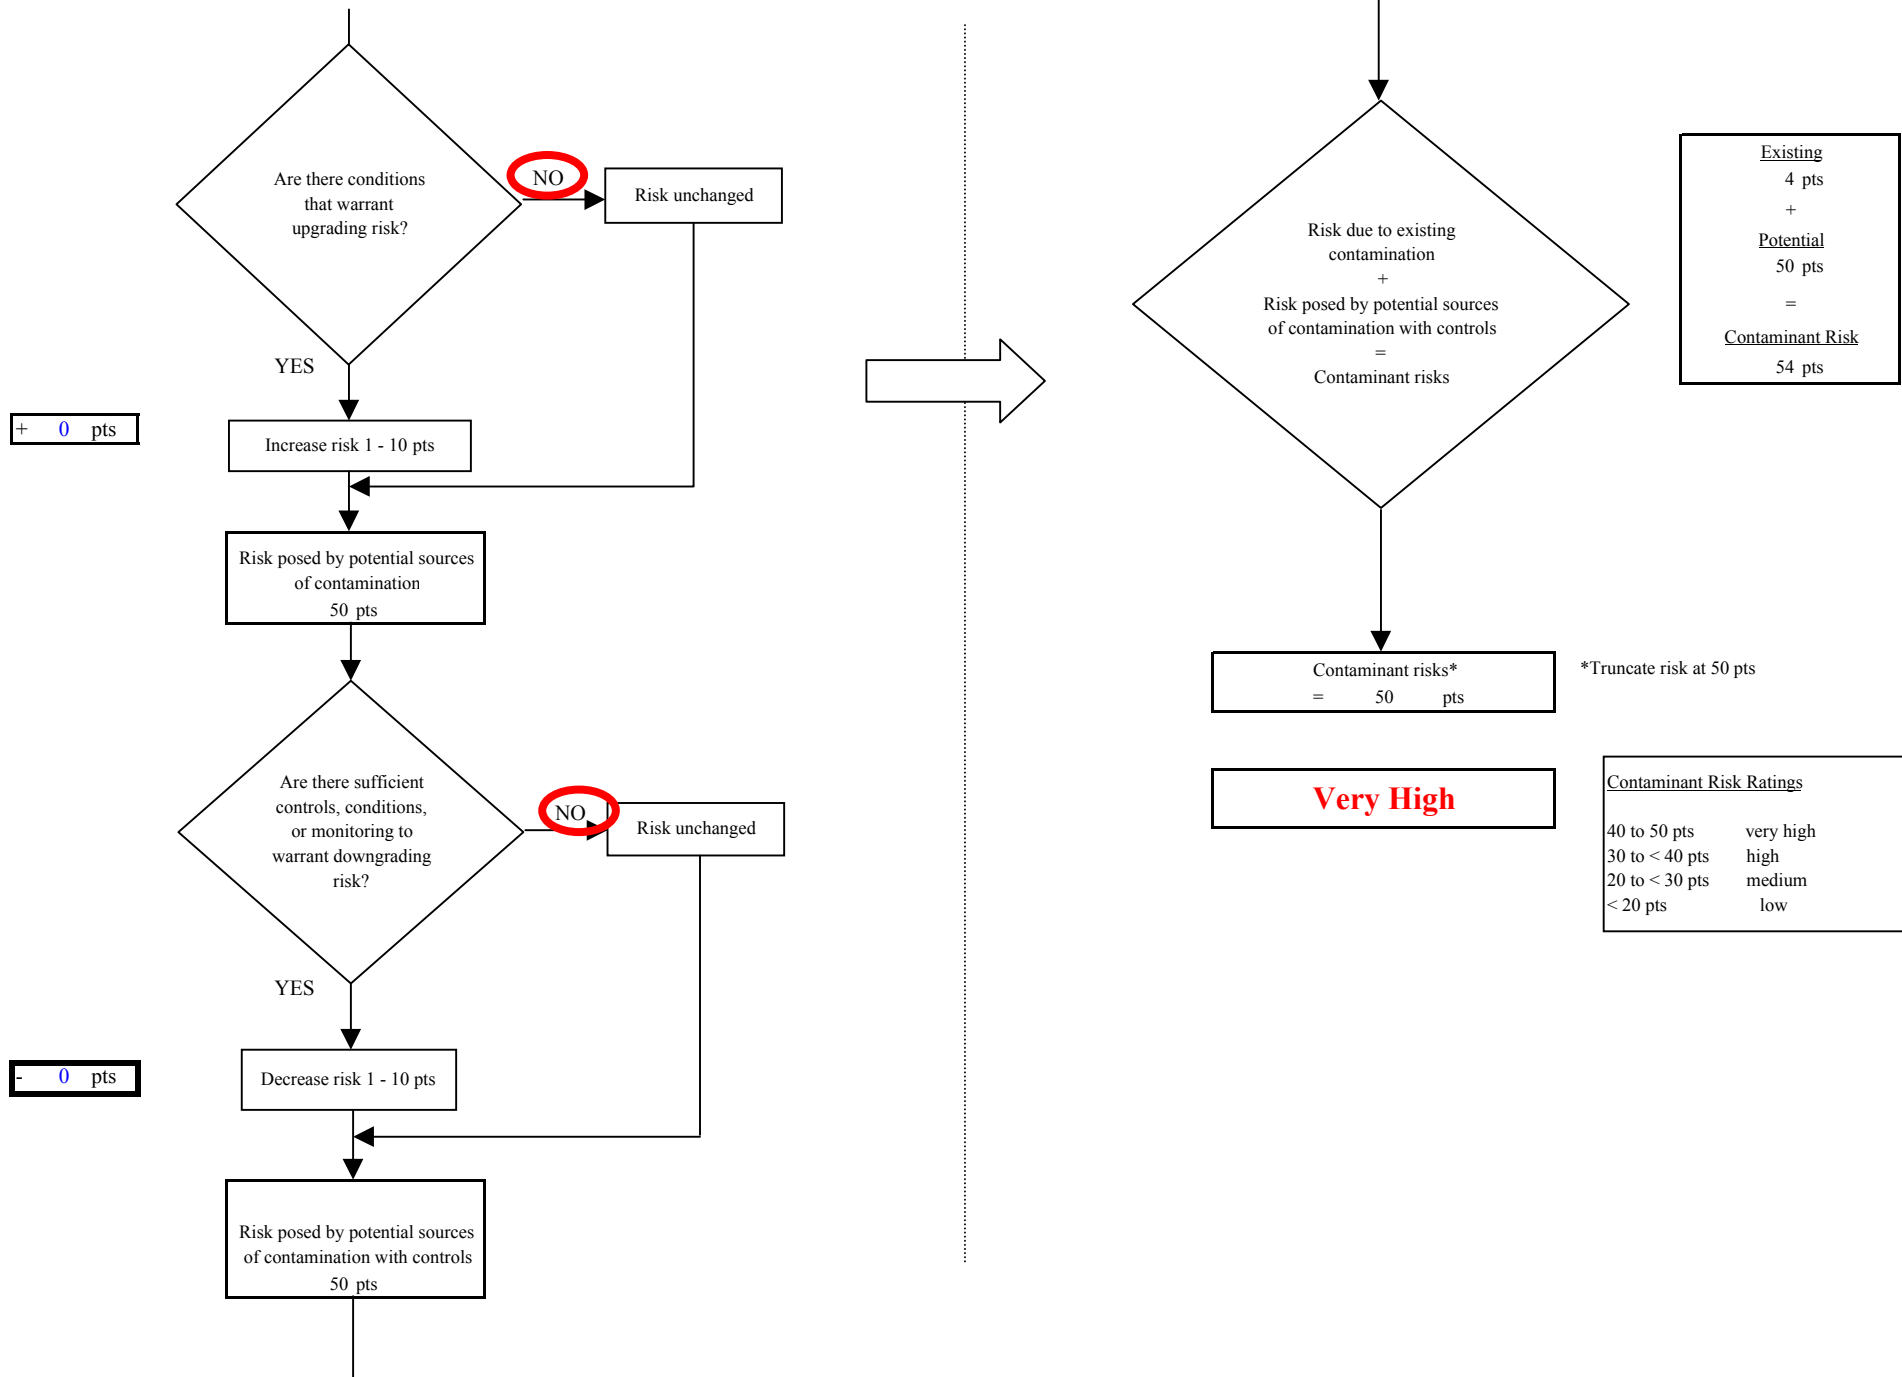 Are there conditions
that warrant
upgrading risk?
NO
Risk unchanged
YES
+ 0 pts
Increase risk 1 - 10 pts
Risk posed by potential sources
of contamination
50 pts
Are there sufficient
controls, conditions,
or monitoring to
warrant downgrading
risk?
NO
Risk unchanged
YES
- 0 pts
Decrease risk 1 - 10 pts
Risk posed by potential sources
of contamination with controls
50 pts
Risk due to existing
contamination
+
Risk posed by potential sources
of contamination with controls
=
Contaminant risks
Existing
4 pts
+
Potential
50 pts
=
Contaminant Risk
54 pts
Contaminant risks*
= 50 pts
*Truncate risk at 50 pts
Very High
Contaminant Risk Ratings
40 to 50 pts very high
30 to < 40 pts high
20 to < 30 pts medium
< 20 pts low